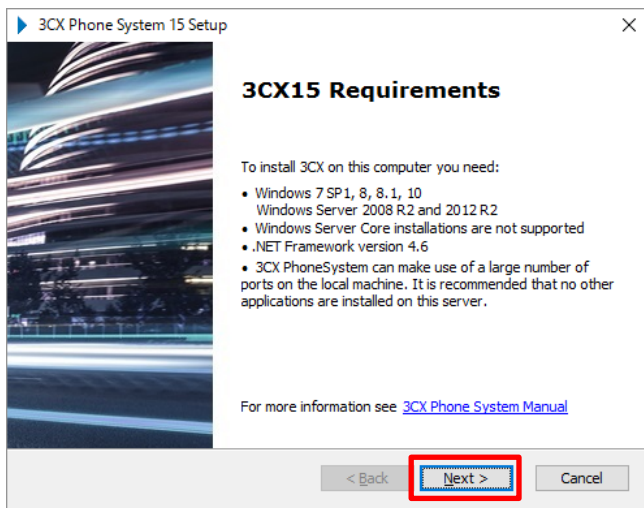 3CX Phone System 15 Setup
3CX15 Requirements
To install 3CX on this computer you need:
• Windows 7 SP1, 8, 8.1, 10
Windows Server 2008 R2 and 2012 R2
• Windows Server Core installations are not supported
• .NET Framework version 4.6
• 3CX PhoneSystem can make use of a large number of
ports on the local machine. It is recommended that no other
applications are installed on this server.
For more information see 3CX Phone System Manual
< Back Next > Cancel